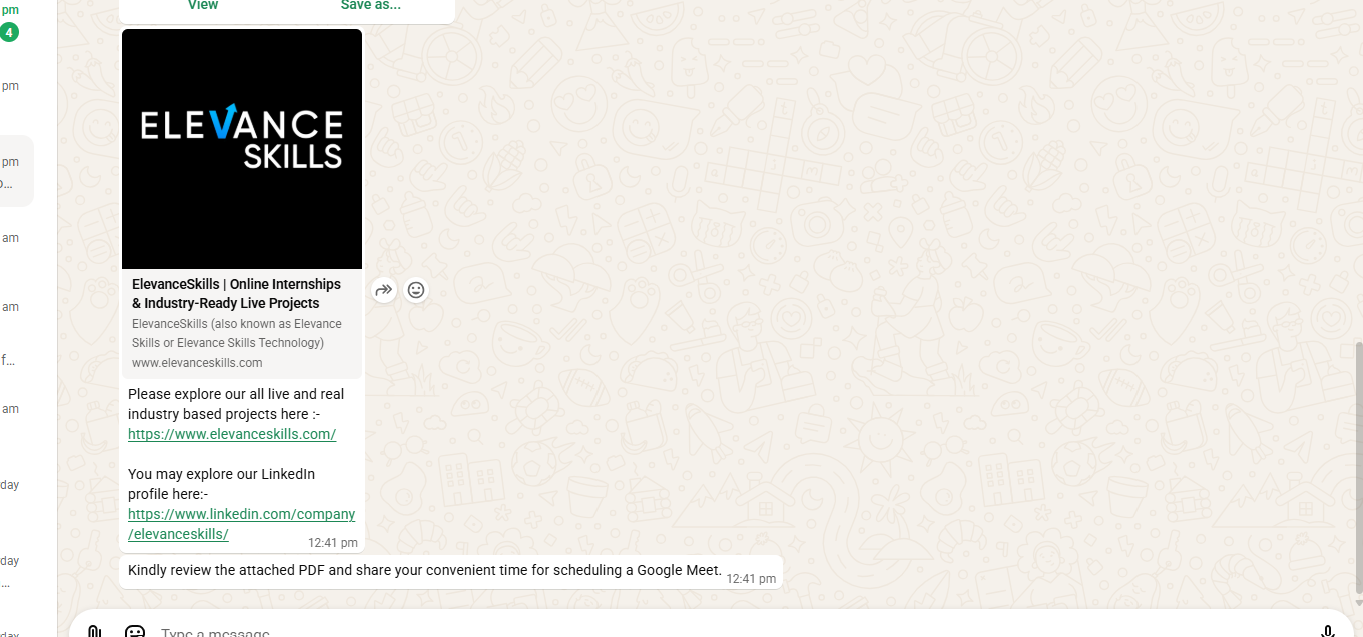 pm
View Save as...
4
pm
ELEVANCE
SKILLS
pm
o...
am
ElevanceSkills | Online Internships
& Industry-Ready Live Projects
ElevanceSkills (also known as Elevance
Skills or Elevance Skills Technology)
www.elevanceskills.com
am
f...
Please explore our all live and real
industry based projects here :-
https://www.elevanceskills.com/
am
You may explore our LinkedIn
profile here:-
https://www.linkedin.com/company
/elevanceskills/
12:41 pm
day
Kindly review the attached PDF and share your convenient time for scheduling a Google Meet. 12:41 pm
day
...
day
Type a message